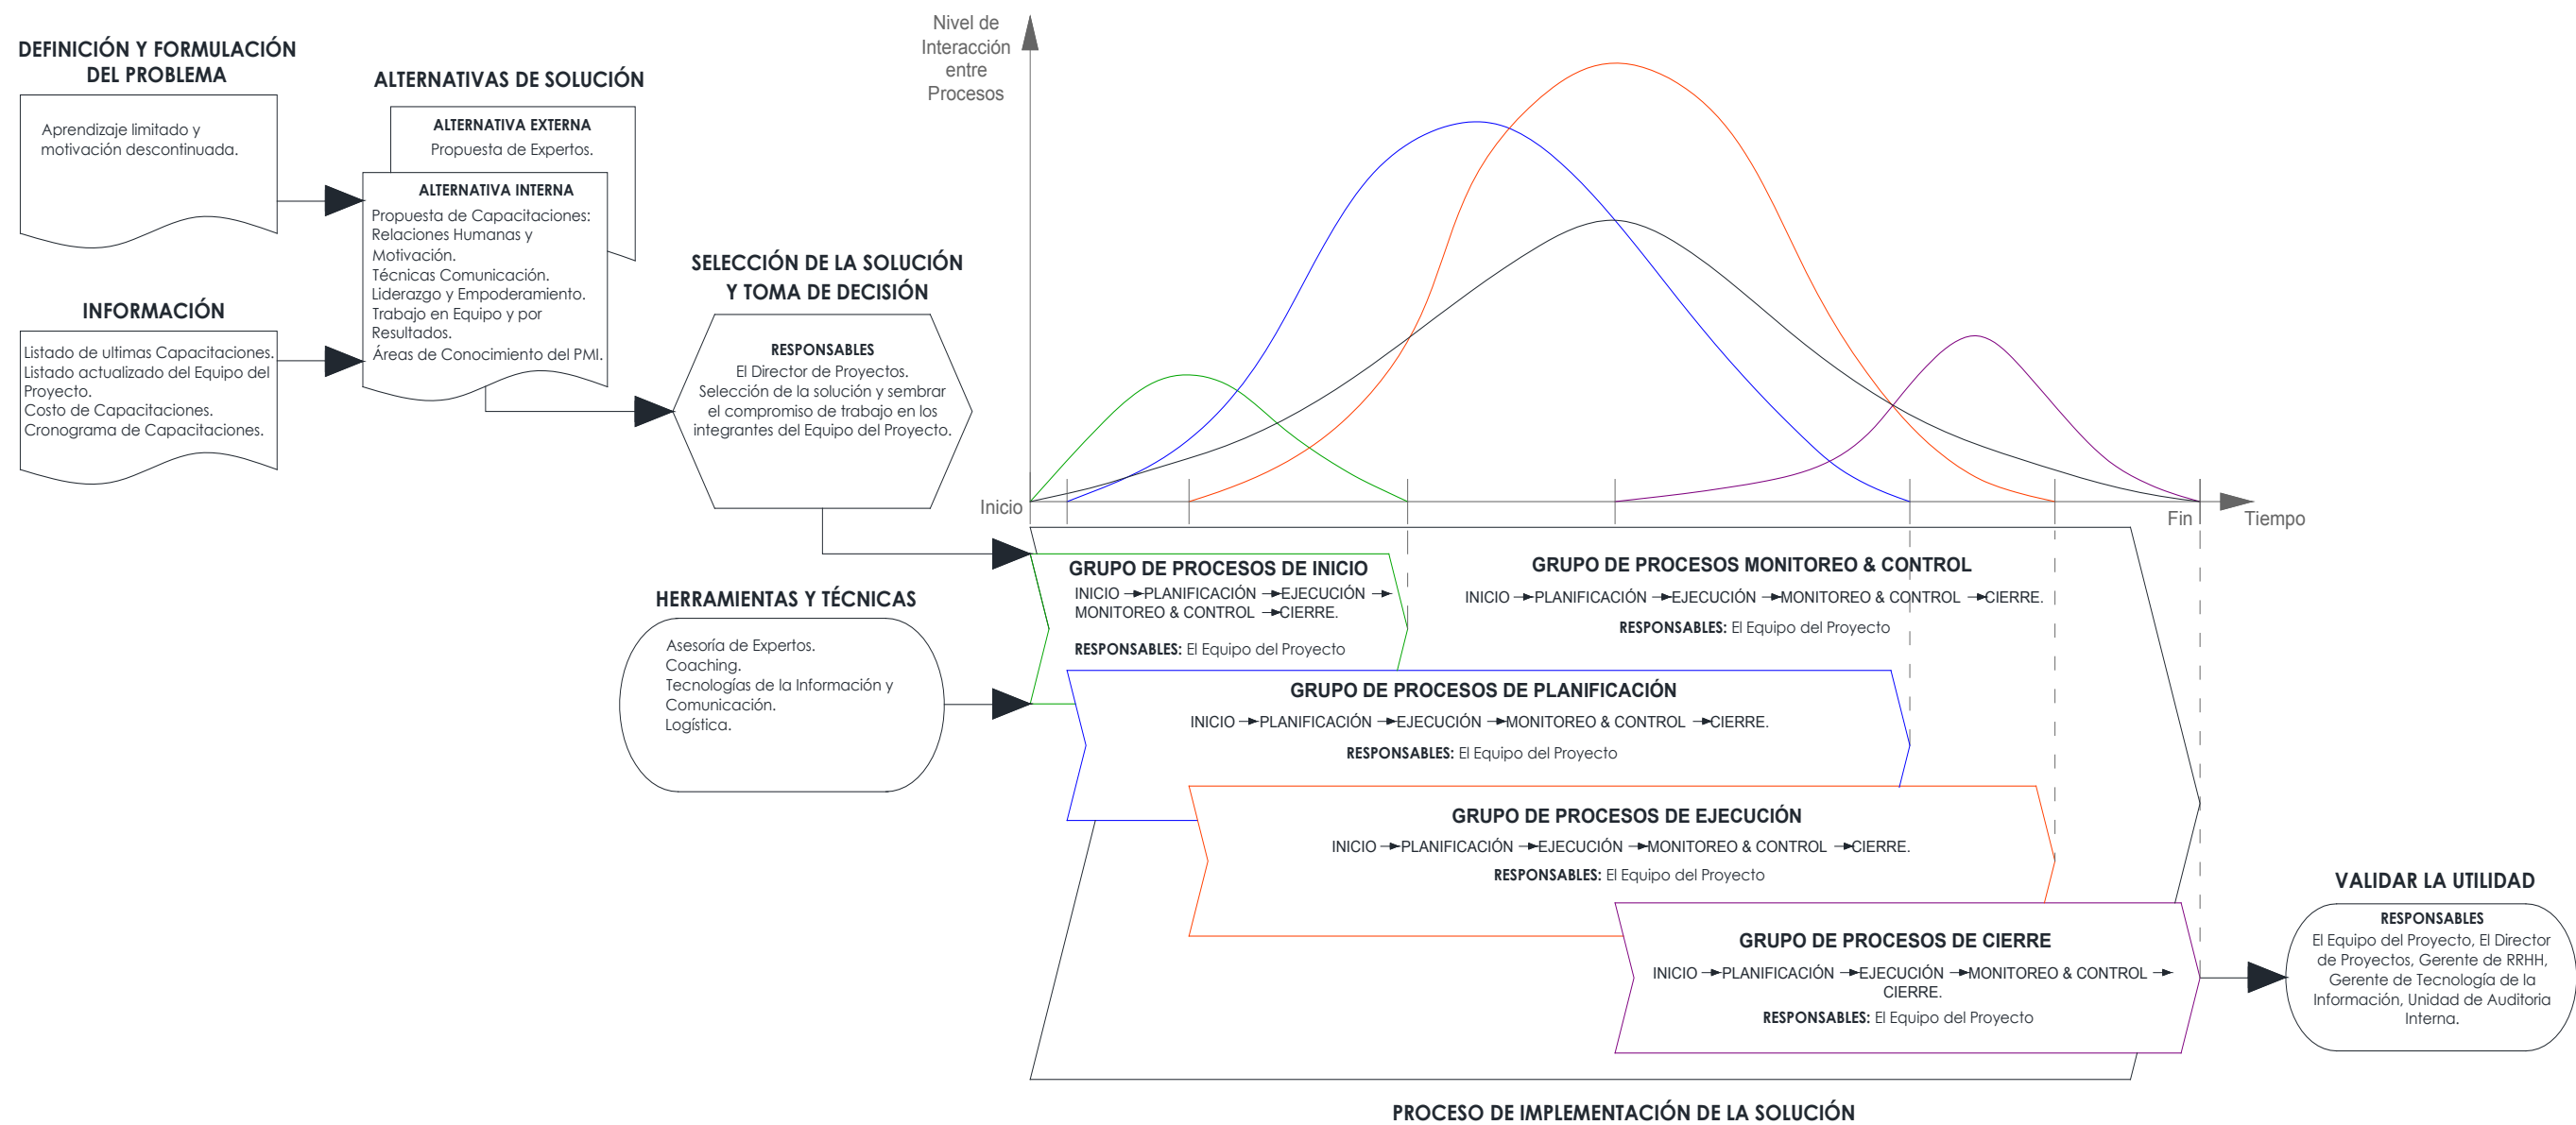 DEFINICIÓN Y FORMULACIÓN
DEL PROBLEMA
Aprendizaje limitado y
motivación descontinuada.
INFORMACIÓN
Listado de ultimas Capacitaciones.
Listado actualizado del Equipo del
Proyecto.
Costo de Capacitaciones.
Cronograma de Capacitaciones.
ALTERNATIVAS DE SOLUCIÓN
ALTERNATIVA EXTERNA
Propuesta de Expertos.
ALTERNATIVA INTERNA
Propuesta de Capacitaciones:
Relaciones Humanas y
Motivación.
Técnicas Comunicación.
Liderazgo y Empoderamiento.
Trabajo en Equipo y por
Resultados.
Áreas de Conocimiento del PMI.
SELECCIÓN DE LA SOLUCIÓN
Y TOMA DE DECISIÓN
RESPONSABLES
El Director de Proyectos.
Selección de la solución y sembrar
el compromiso de trabajo en los
integrantes del Equipo del Proyecto.
HERRAMIENTAS Y TÉCNICAS
Asesoría de Expertos.
Coaching.
Tecnologías de la Información y
Comunicación.
Logística.
Nivel de
Interacción
entre
Procesos
Inicio
Fin
Tiempo
GRUPO DE PROCESOS DE INICIO
INICIO PLANIFICACIÓN EJECUCIÓN
MONITOREO & CONTROL CIERRE.
RESPONSABLES: El Equipo del Proyecto
GRUPO DE PROCESOS MONITOREO & CONTROL
INICIO PLANIFICACIÓN EJECUCIÓN MONITOREO & CONTROL CIERRE.
RESPONSABLES: El Equipo del Proyecto
GRUPO DE PROCESOS DE PLANIFICACIÓN
INICIO PLANIFICACIÓN EJECUCIÓN MONITOREO & CONTROL CIERRE.
RESPONSABLES: El Equipo del Proyecto
GRUPO DE PROCESOS DE EJECUCIÓN
INICIO PLANIFICACIÓN EJECUCIÓN MONITOREO & CONTROL CIERRE.
RESPONSABLES: El Equipo del Proyecto
GRUPO DE PROCESOS DE CIERRE
INICIO PLANIFICACIÓN EJECUCIÓN MONITOREO & CONTROL
CIERRE.
RESPONSABLES: El Equipo del Proyecto
VALIDAR LA UTILIDAD
RESPONSABLES
El Equipo del Proyecto, El Director
de Proyectos, Gerente de RRHH,
Gerente de Tecnología de la
Información, Unidad de Auditoria
Interna.
PROCESO DE IMPLEMENTACIÓN DE LA SOLUCIÓN